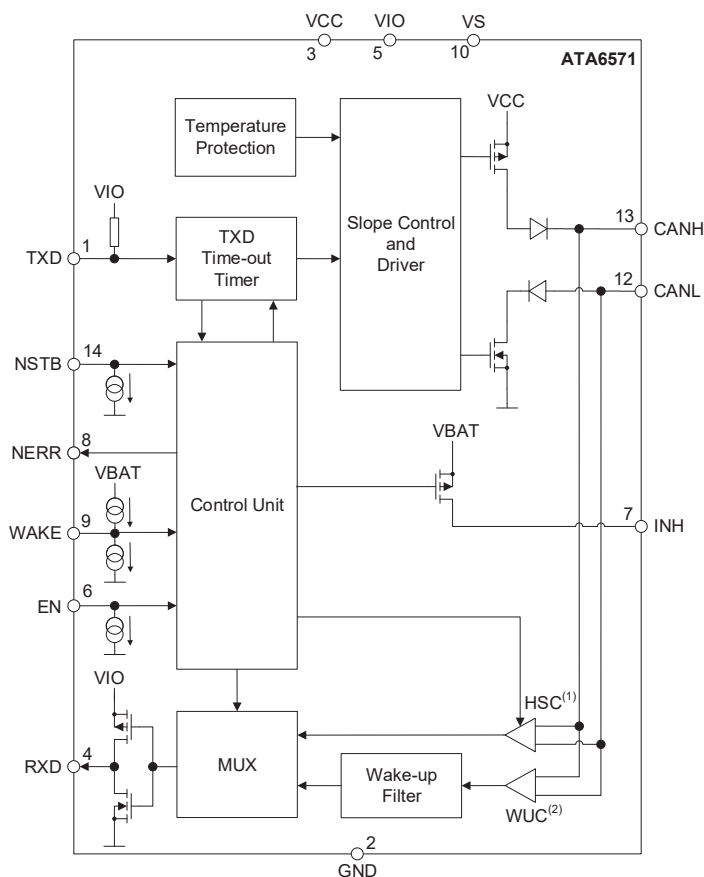 VCC
VIO
VS
3
5
10
ATA6571
Temperature
Protection
VCC
VIO
TXD
1
TXD
Time-out
Timer
Slope Control
and
Driver
13
CANH
12
CANL
NSTB
14
NERR
8
VBAT
WAKE
9
Control Unit
VBAT
7
INH
EN
6
VIO
RXD
4
MUX
HSC(1)
Wake-up
Filter
WUC(2)
2
GND